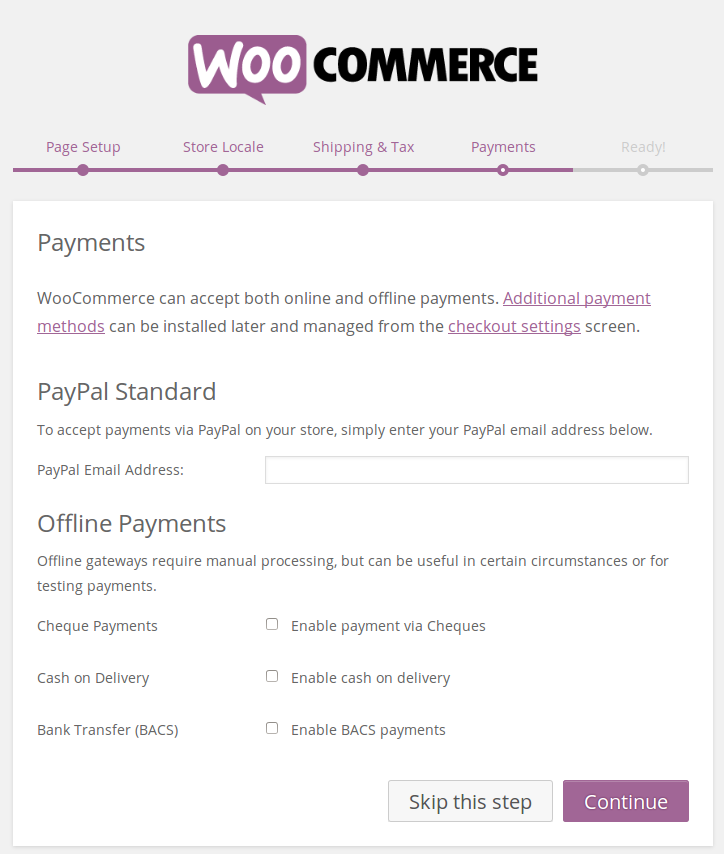 WOO COMMERCE
Page Setup Store Locale Shipping & Tax Payments Ready!
Payments
WooCommerce can accept both online and offline payments. Additional payment
methods can be installed later and managed from the checkout settings screen.
PayPal Standard
To accept payments via PayPal on your store, simply enter your PayPal email address below.
PayPal Email Address:
Offline Payments
Offline gateways require manual processing, but can be useful in certain circumstances or for
testing payments.
Cheque Payments Enable payment via Cheques
Cash on Delivery Enable cash on delivery
Bank Transfer (BACS) Enable BACS payments
Skip this step Continue